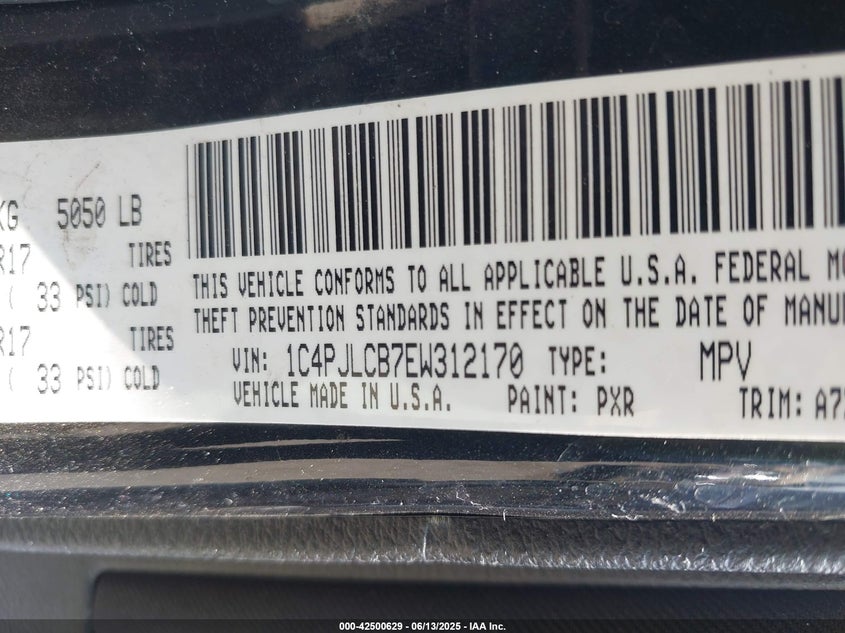 KG 5050 LB
R17 TIRES
( 33 PSI) COLD
R17 TIRES
( 33 PSI) COLD
THIS VEHICLE CONFORMS TO ALL APPLICABLE U.S.A. FEDERAL MO
THEFT PREVENTION STANDARDS IN EFFECT ON THE DATE OF MANU
VIN: 1C4PJLCB7EW312170 TYPE: MPV
VEHICLE MADE IN U.S.A. PAINT: PXR TRIM: A7
000-42500629 - 06/13/2025 - IAA Inc.